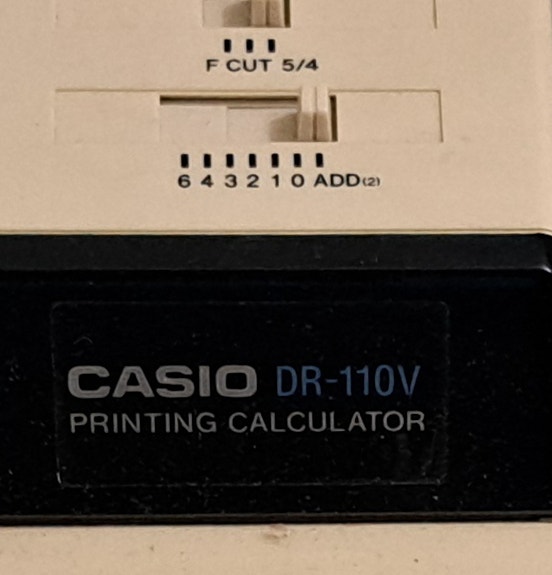 F CUT 5/4
6 4 3 2 1 0 ADD(2)
CASIO DR-110V
PRINTING CALCULATOR